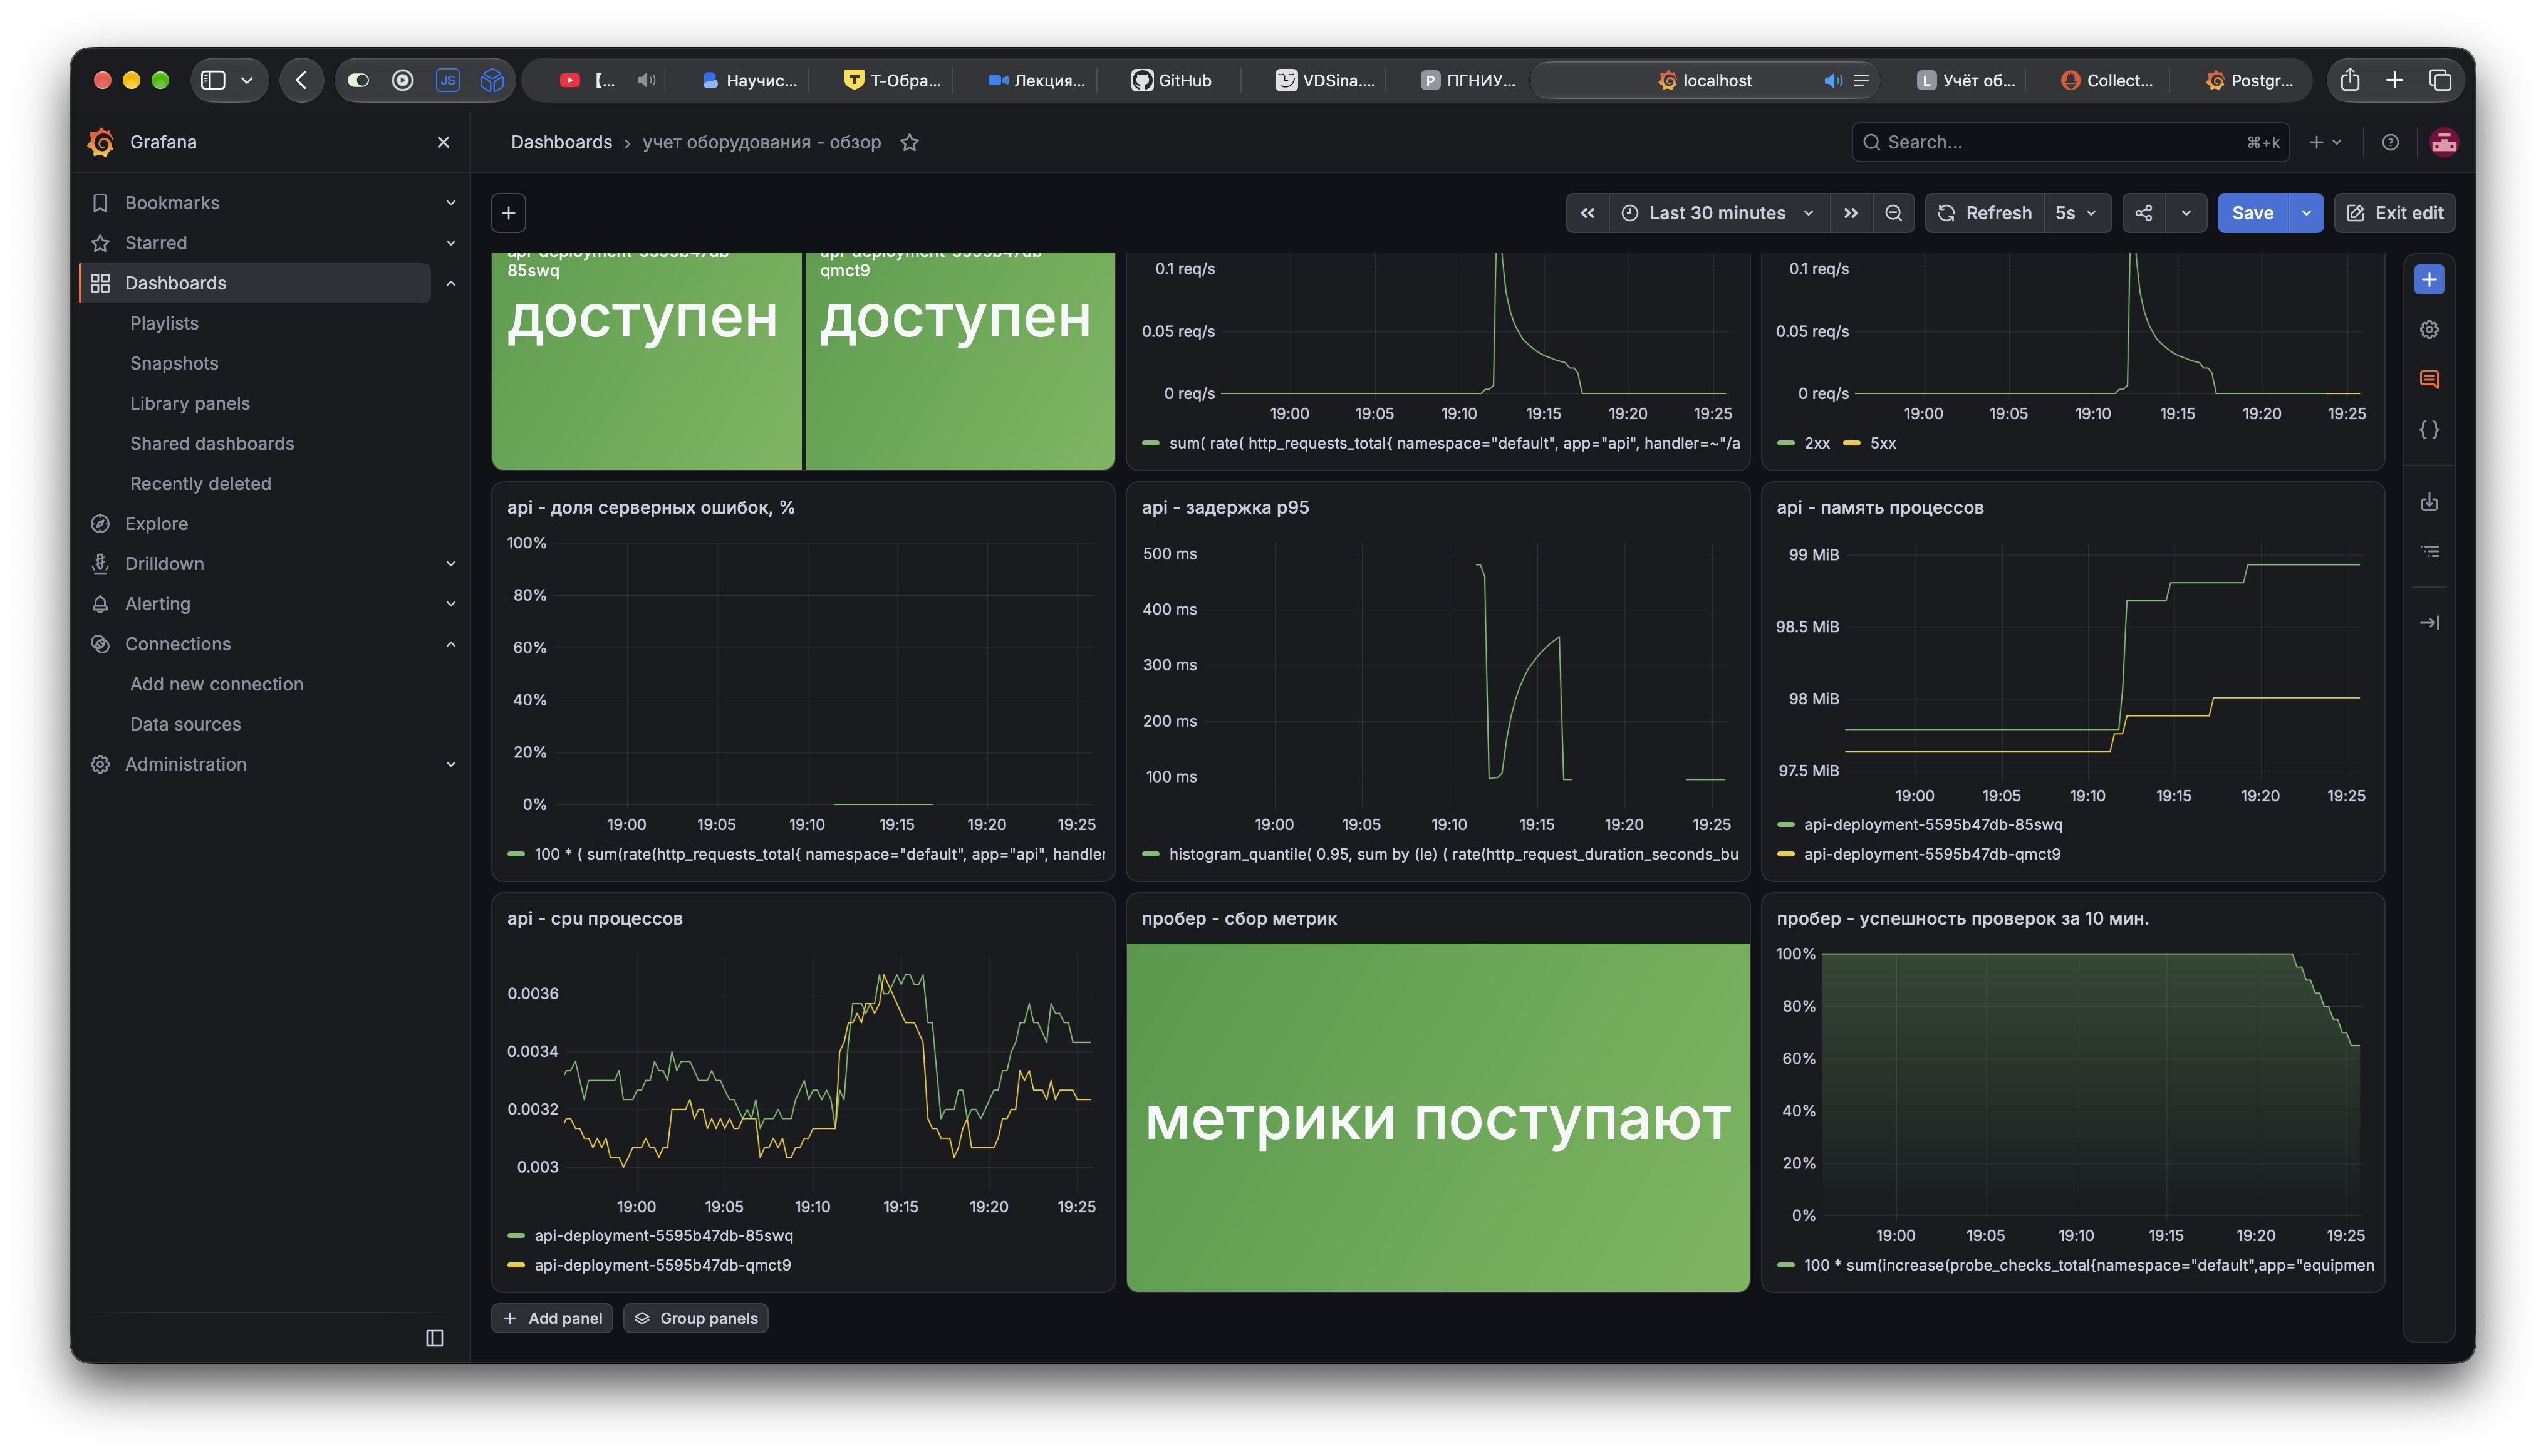 [...
Научис...
Т-Обра...
Лекция...
GitHub
VDSina....
ПГНИУ...
localhost
Учёт об...
Collect...
Postgr...
Grafana
Dashboards › учет оборудования - обзор
Search...
⌘+k
Bookmarks
Starred
Dashboards
Playlists
Snapshots
Library panels
Shared dashboards
Recently deleted
Explore
Drilldown
Alerting
Connections
Add new connection
Data sources
Administration
Last 30 minutes
Refresh
5s
Save
Exit edit
api-deployment-5595b47db-
85swq
доступен
api-deployment-5595b47db-
qmct9
доступен
0.1 req/s
0.05 req/s
0 req/s
19:00 19:05 19:10 19:15 19:20 19:25
sum( rate( http_requests_total{ namespace="default", app="api", handler=~"/a
0.1 req/s
0.05 req/s
0 req/s
19:00 19:05 19:10 19:15 19:20 19:25
2xx 5xx
api - доля серверных ошибок, %
100%
80%
60%
40%
20%
0%
19:00 19:05 19:10 19:15 19:20 19:25
100 * ( sum(rate(http_requests_total{ namespace="default", app="api", handler
api - задержка p95
500 ms
400 ms
300 ms
200 ms
100 ms
19:00 19:05 19:10 19:15 19:20 19:25
histogram_quantile( 0.95, sum by (le) ( rate(http_request_duration_seconds_bu
api - память процессов
99 MiB
98.5 MiB
98 MiB
97.5 MiB
19:00 19:05 19:10 19:15 19:20 19:25
api-deployment-5595b47db-85swq
api-deployment-5595b47db-qmct9
api - cpu процессов
0.0036
0.0034
0.0032
0.003
19:00 19:05 19:10 19:15 19:20 19:25
api-deployment-5595b47db-85swq
api-deployment-5595b47db-qmct9
пробер - сбор метрик
метрики поступают
пробер - успешность проверок за 10 мин.
100%
80%
60%
40%
20%
0%
19:00 19:05 19:10 19:15 19:20 19:25
100 * sum(increase(probe_checks_total{namespace="default",app="equipmen
Add panel
Group panels